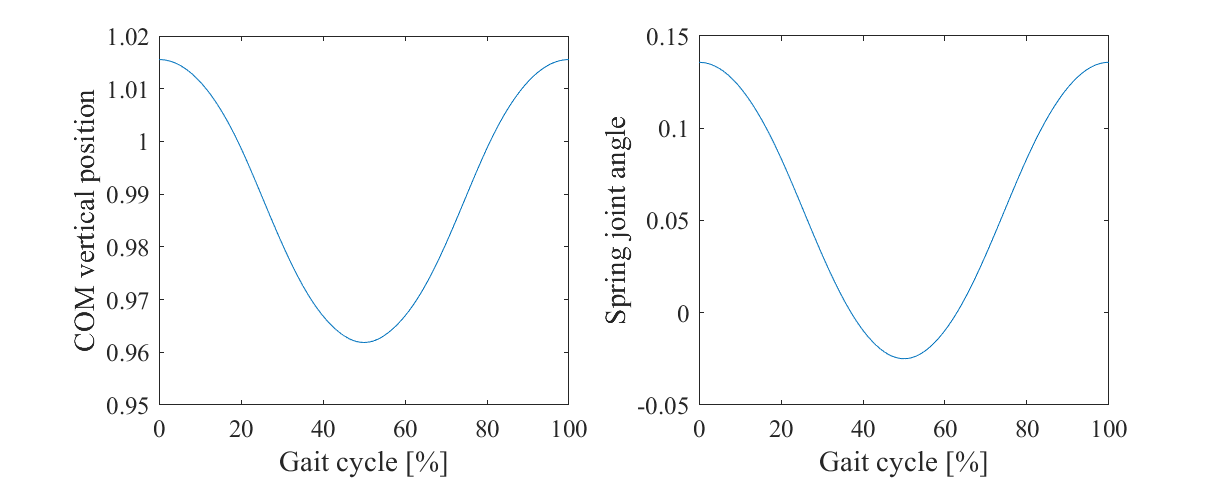 COM vertical position
1.02
1.01
1
0.99
0.98
0.97
0.96
0.95
0 20 40 60 80 100
Gait cycle [%]
Spring joint angle
0.15
0.1
0.05
0
-0.05
0 20 40 60 80 100
Gait cycle [%]